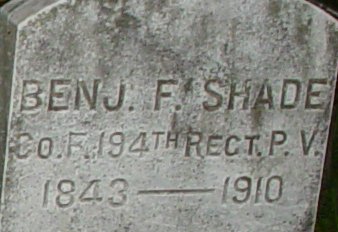 BENJ. F. SHADE
CO. F. 194TH REGT. P. V.
1843 — 1910